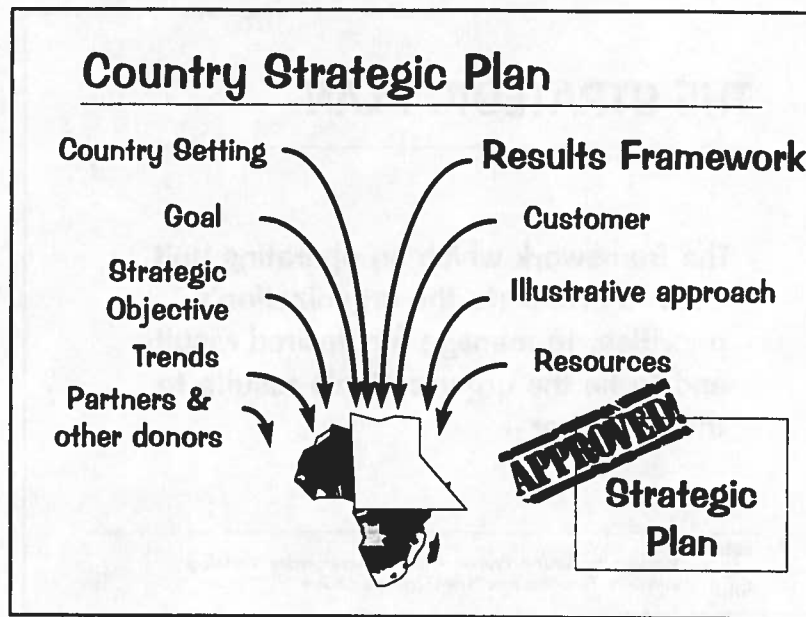 Country Strategic Plan
Country Setting
Goal
Strategic
Objective
Trends
Partners &
other donors
Results Framework
Customer
Illustrative approach
Resources
APPROVED!
Strategic
Plan